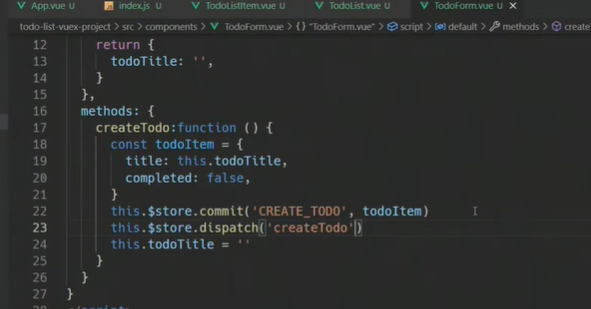 App.vue index.js TodoListItem.vue TodoList.vue TodoForm.vue X
todo-list-vuex-project > src > components > TodoForm.vue > {} "TodoForm.vue" > script > default > methods > create
12 return {
13 todoTitle: '',
14 }
15 },
16 methods: {
17 createTodo:function () {
18 const todoItem = {
19 title: this.todoTitle,
20 completed: false,
21 }
22 this.$store.commit('CREATE_TODO', todoItem)
23 this.$store.dispatch('createTodo')
24 this.todoTitle = ''
25 }
26 }
27 }